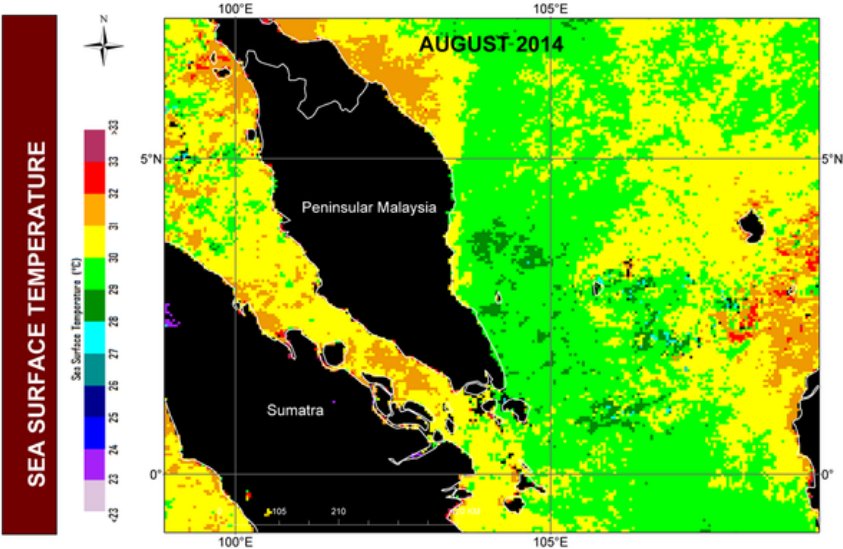 SEA SURFACE TEMPERATURE
N
Sea Surface Temperature (°C)
>33
33
32
31
30
29
28
27
26
25
24
23
<23
100°E
105°E
AUGUST 2014
5°N
5°N
Peninsular Malaysia
Sumatra
0°
0°
105
210
KM
100°E
105°E